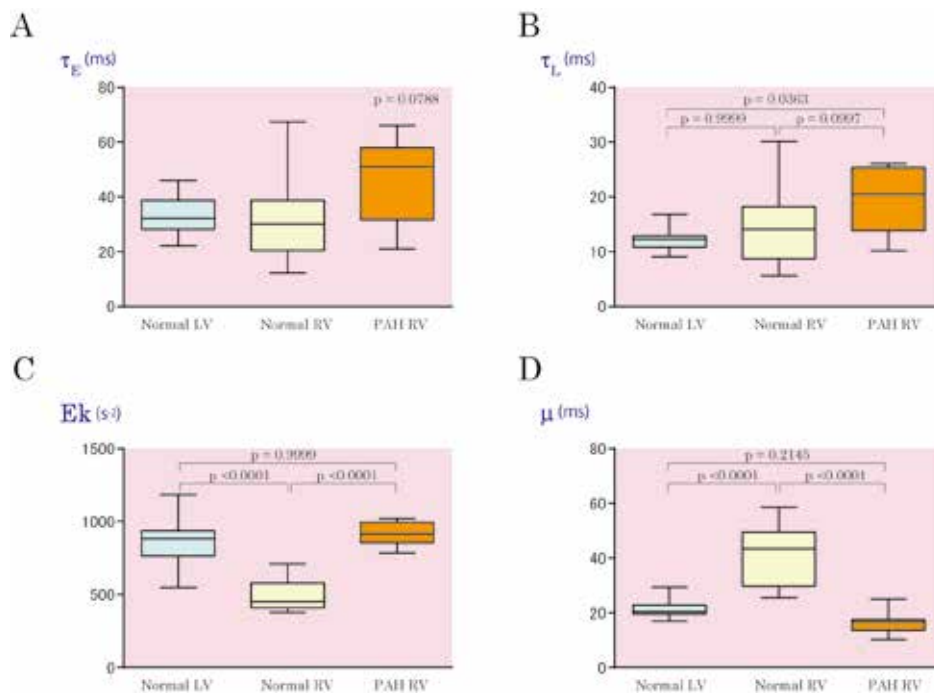 A
τE (ms)
80
60
40
20
0
p = 0.0788
Normal LV Normal RV PAH RV
B
τL (ms)
40
30
20
10
0
p = 0.0363
p = 0.9999 p = 0.0997
Normal LV Normal RV PAH RV
C
Ek (s-2)
1500
1000
500
0
p = 0.9999
p <0.0001 p <0.0001
Normal LV Normal RV PAH RV
D
μ (ms)
80
60
40
20
0
p = 0.2145
p <0.0001 p <0.0001
Normal LV Normal RV PAH RV